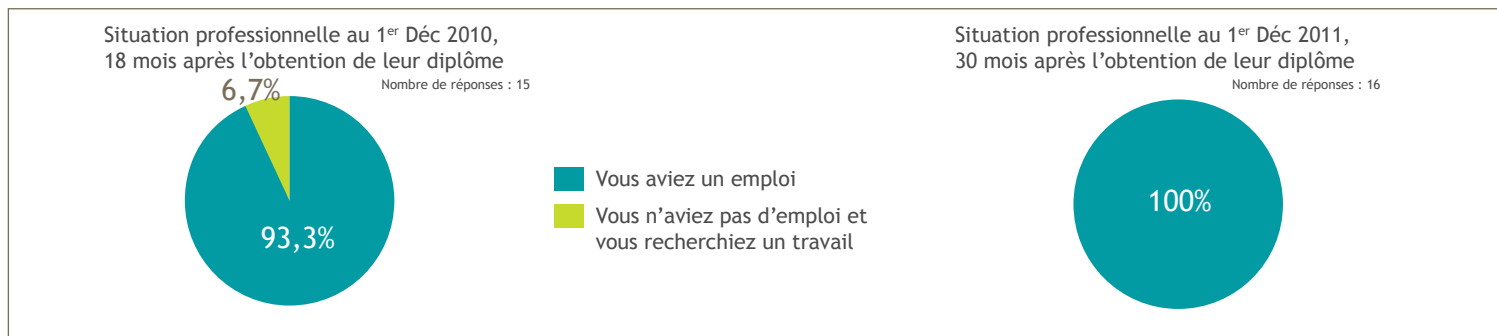 Situation professionnelle au 1er Déc 2010,
18 mois après l’obtention de leur diplôme
Nombre de réponses : 15
6,7%
93,3%
Vous aviez un emploi
Vous n’aviez pas d’emploi et
vous recherchiez un travail
Situation professionnelle au 1er Déc 2011,
30 mois après l’obtention de leur diplôme
Nombre de réponses : 16
100%